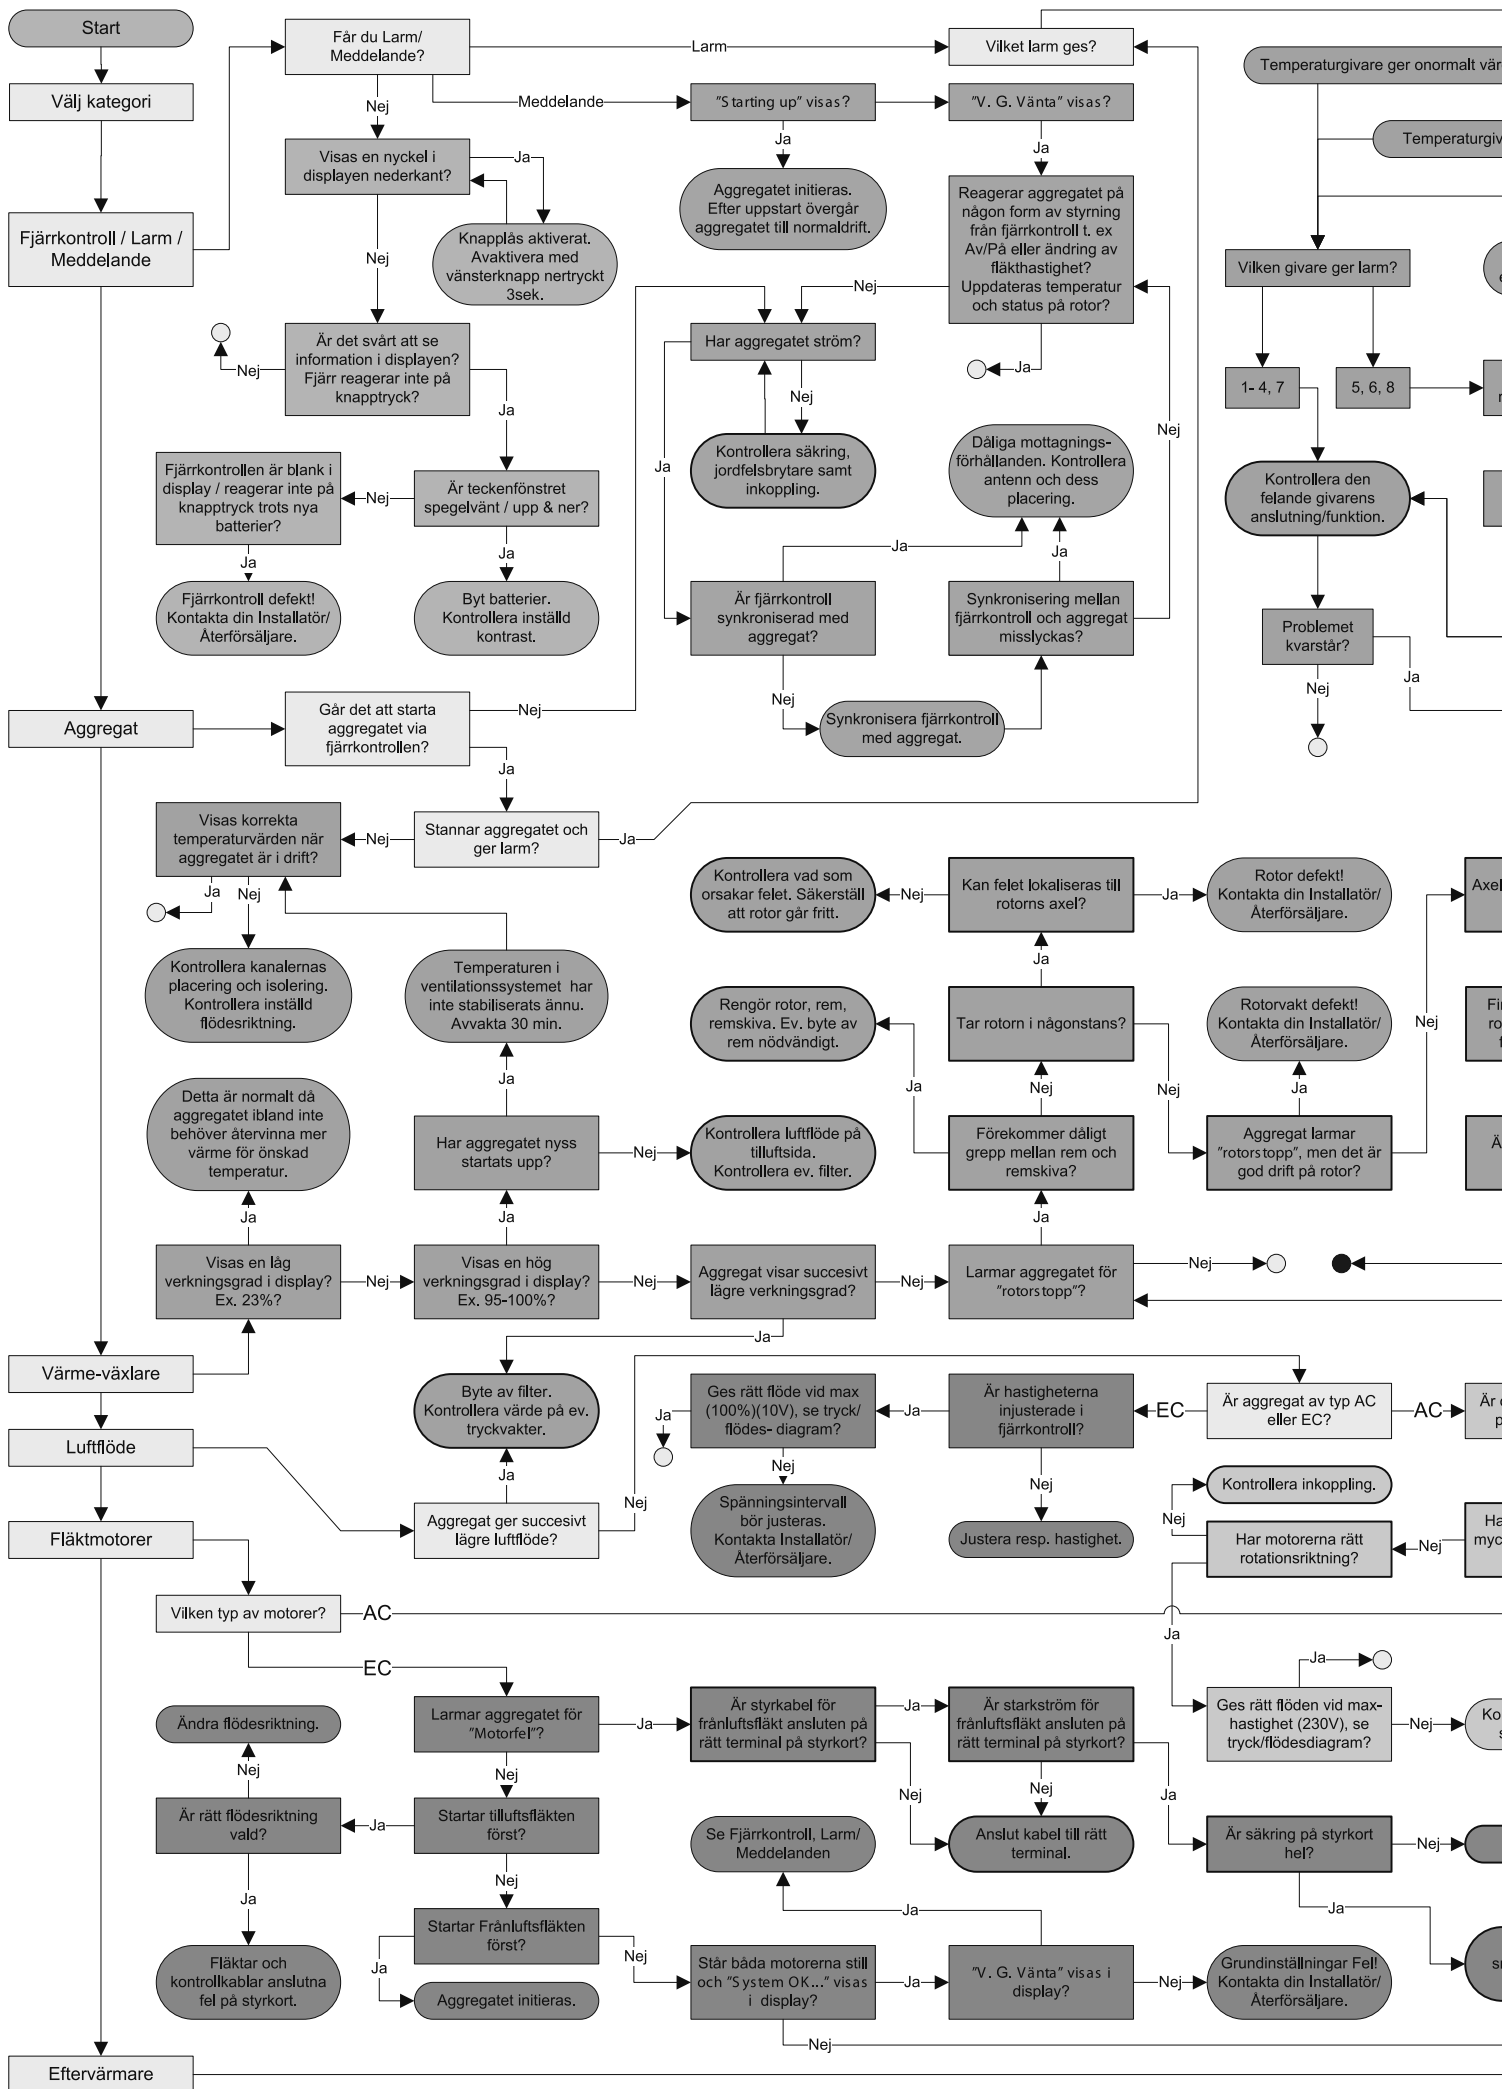 Start
Välj kategori
Fjärrkontroll / Larm /
Meddelande
Får du Larm/
Meddelande?
Larm
Vilket larm ges?
Temperaturgivare ger onormalt vär
Nej
Meddelande
"Starting up" visas?
"V. G. Vänta" visas?
Temperaturgiv
Ja
Ja
Visas en nyckel i
displayen nederkant?
Ja
Aggregatet initieras.
Efter uppstart övergår
aggregatet till normaldrift.
Reagerar aggregatet på
någon form av styrning
från fjärrkontroll t. ex
Av/På eller ändring av
fläkthastighet?
Uppdateras temperatur
och status på rotor?
Knapplås aktiverat.
Avaktivera med
vänsterknapp nertryckt
3sek.
Nej
Nej
Vilken givare ger larm?
e
Är det svårt att se
information i displayen?
Fjärr reagerar inte på
knapptryck?
Nej
Ja
Har aggregatet ström?
Ja
Nej
1- 4, 7
5, 6, 8
r
Nej
Ja
Kontrollera säkring,
jordfelsbrytare samt
inkoppling.
Dåliga mottagnings-
förhållanden. Kontrollera
antenn och dess
placering.
Kontrollera den
felande givarens
anslutning/funktion.
Fjärrkontrollen är blank i
display / reagerar inte på
knapptryck trots nya
batterier?
Nej
Är teckenfönstret
spegelvänt / upp & ner?
Ja
Ja
Ja
Ja
Fjärrkontroll defekt!
Kontakta din Installatör/
Återförsäljare.
Byt batterier.
Kontrollera inställd
kontrast.
Är fjärrkontroll
synkroniserad med
aggregat?
Synkronisering mellan
fjärrkontroll och aggregat
misslyckas?
Problemet
kvarstår?
Ja
Nej
Nej
Synkronisera fjärrkontroll
med aggregat.
Aggregat
Går det att starta
aggregatet via
fjärrkontrollen?
Nej
Ja
Visas korrekta
temperaturvärden när
aggregatet är i drift?
Nej
Stannar aggregatet och
ger larm?
Ja
Ja
Nej
Kontrollera vad som
orsakar felet. Säkerställ
att rotor går fritt.
Nej
Kan felet lokaliseras till
rotorns axel?
Ja
Rotor defekt!
Kontakta din Installatör/
Återförsäljare.
Axel
Kontrollera kanalernas
placering och isolering.
Kontrollera inställd
flödesriktning.
Temperaturen i
ventilationssystemet har
inte stabiliserats ännu.
Avvakta 30 min.
Ja
Rengör rotor, rem,
remskiva. Ev. byte av
rem nödvändigt.
Tar rotorn i någonstans?
Rotorvakt defekt!
Kontakta din Installatör/
Återförsäljare.
Nej
Fi
ro
f
Ja
Ja
Nej
Nej
Ja
Detta är normalt då
aggregatet ibland inte
behöver återvinna mer
värme för önskad
temperatur.
Har aggregatet nyss
startats upp?
Nej
Kontrollera luftflöde på
tilluftsida.
Kontrollera ev. filter.
Förekommer dåligt
grepp mellan rem och
remskiva?
Aggregat larmar
"rotorstopp", men det är
god drift på rotor?
Ä
Ja
Ja
Ja
Visas en låg
verkningsgrad i display?
Ex. 23%?
Nej
Visas en hög
verkningsgrad i display?
Ex. 95-100%?
Nej
Aggregat visar succesivt
lägre verkningsgrad?
Nej
Larmar aggregatet för
"rotorstopp"?
Nej
Ja
Värme-växlare
Byte av filter.
Kontrollera värde på ev.
tryckvakter.
Ja
Ges rätt flöde vid max
(100%)(10V), se tryck/
flödes- diagram?
Ja
Är hastigheterna
injusterade i
fjärrkontroll?
EC
Är aggregat av typ AC
eller EC?
AC
Är
p
Luftflöde
Ja
Nej
Nej
Kontrollera inkoppling.
Nej
Aggregat ger succesivt
lägre luftflöde?
Spänningsintervall
bör justeras.
Kontakta Installatör/
Återförsäljare.
Justera resp. hastighet.
Nej
Har motorerna rätt
rotationsriktning?
Nej
Ha
myc
Fläktmotorer
Vilken typ av motorer?
AC
Ja
EC
Ja
Ändra flödesriktning.
Larmar aggregatet för
"Motorfel"?
Ja
Är styrkabel för
frånluftsfläkt ansluten på
rätt terminal på styrkort?
Ja
Är starkström för
frånluftsfläkt ansluten på
rätt terminal på styrkort?
Ges rätt flöden vid max-
hastighet (230V), se
tryck/flödesdiagram?
Nej
Ko
s
Nej
Nej
Nej
Nej
Ja
Är rätt flödesriktning
vald?
Ja
Startar tilluftsfläkten
först?
Se Fjärrkontroll, Larm/
Meddelanden
Anslut kabel till rätt
terminal.
Är säkring på styrkort
hel?
Nej
Ja
Nej
Ja
Ja
Startar Frånluftsfläkten
först?
Nej
Ja
Fläktar och
kontrollkablar anslutna
fel på styrkort.
Aggregatet initieras.
Står båda motorerna still
och "System OK..." visas
i display?
Ja
"V. G. Vänta" visas i
display?
Nej
Grundinställningar Fel!
Kontakta din Installatör/
Återförsäljare.
s
Nej
Eftervärmare